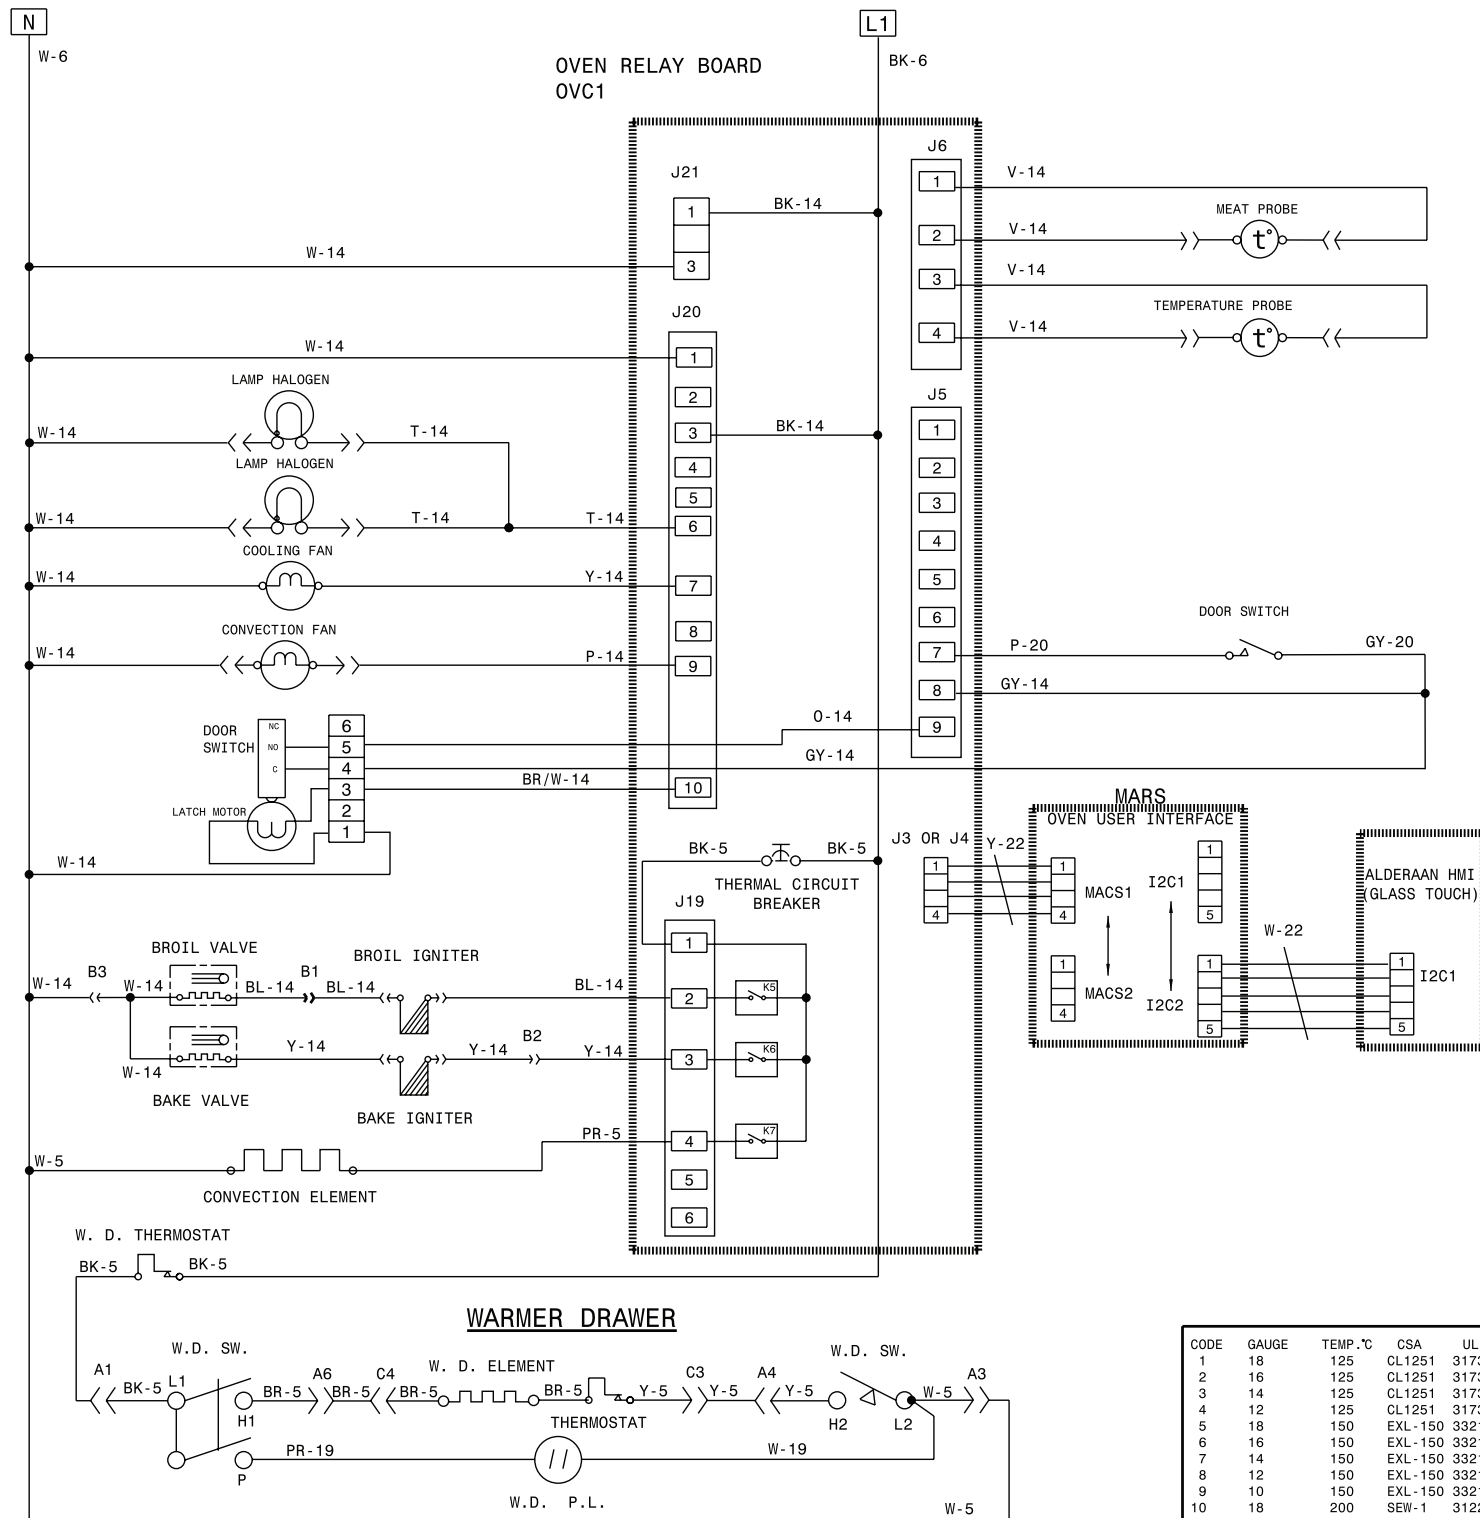 N
L1
W-6
BK-6
OVEN RELAY BOARD
OVC1
J21
1
3
BK-14
W-14
J6
1
2
3
4
V-14
MEAT PROBE
t°
V-14
V-14
TEMPERATURE PROBE
t°
V-14
J20
1
2
3
4
5
6
7
8
9
10
W-14
LAMP HALOGEN
W-14
T-14
BK-14
LAMP HALOGEN
W-14
T-14
T-14
COOLING FAN
W-14
Y-14
CONVECTION FAN
W-14
P-14
J5
1
2
3
4
5
6
7
8
9
DOOR SWITCH
P-20
GY-20
GY-14
DOOR
SWITCH
NC
NO
C
6
5
4
3
2
1
O-14
GY-14
BR/W-14
LATCH MOTOR
W-14
BK-5
BK-5
THERMAL CIRCUIT
BREAKER
J3 OR J4
1
4
Y-22
MARS
OVEN USER INTERFACE
1
4
MACS1
1
4
MACS2
I2C1
1
5
I2C2
1
5
W-22
ALDERAAN HMI
(GLASS TOUCH)
1
5
I2C1
J19
1
2
3
4
5
6
K5
K6
K7
BROIL VALVE
BROIL IGNITER
W-14
B3
W-14
BL-14
B1
BL-14
BL-14
W-14
Y-14
Y-14
B2
Y-14
BAKE VALVE
BAKE IGNITER
PR-5
W-5
CONVECTION ELEMENT
W. D. THERMOSTAT
BK-5
BK-5
WARMER DRAWER
W.D. SW.
A1
BK-5
L1
H1
BR-5
A6
BR-5
C4
BR-5
W. D. ELEMENT
BR-5
THERMOSTAT
Y-5
C3
Y-5
A4
Y-5
W.D. SW.
H2
L2
W-5
A3
P
PR-19
W-19
W.D. P.L.
W-5
CODE GAUGE TEMP.°C CSA UL
1 18 125 CL1251 3173
2 16 125 CL1251 3173
3 14 125 CL1251 3173
4 12 125 CL1251 3173
5 18 150 EXL-150 3321
6 16 150 EXL-150 3321
7 14 150 EXL-150 3321
8 12 150 EXL-150 3321
9 10 150 EXL-150 3321
10 18 200 SEW-1 3122